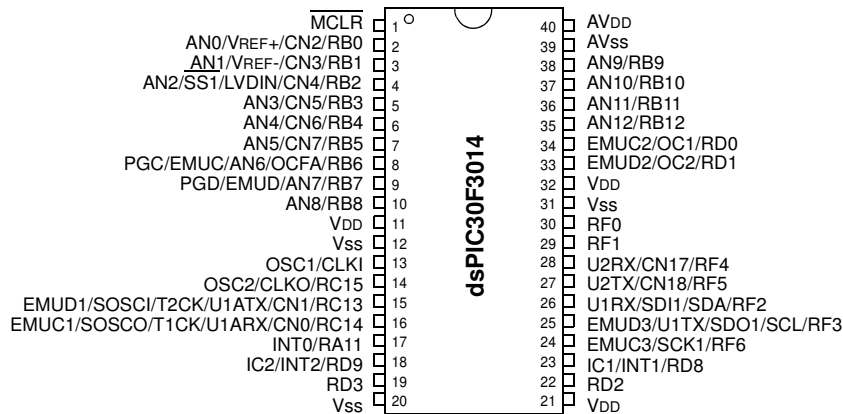 MCLR 1 40 AVDD
AN0/VREF+/CN2/RB0 2 39 AVss
AN1/VREF-/CN3/RB1 3 38 AN9/RB9
AN2/SS1/LVDIN/CN4/RB2 4 37 AN10/RB10
AN3/CN5/RB3 5 36 AN11/RB11
AN4/CN6/RB4 6 35 AN12/RB12
AN5/CN7/RB5 7 34 EMUC2/OC1/RD0
PGC/EMUC/AN6/OCFA/RB6 8 33 EMUD2/OC2/RD1
PGD/EMUD/AN7/RB7 9 32 VDD
AN8/RB8 10 31 Vss
VDD 11 30 RF0
Vss 12 29 RF1
OSC1/CLKI 13 28 U2RX/CN17/RF4
OSC2/CLKO/RC15 14 27 U2TX/CN18/RF5
EMUD1/SOSCI/T2CK/U1ATX/CN1/RC13 15 26 U1RX/SDI1/SDA/RF2
EMUC1/SOSCO/T1CK/U1ARX/CN0/RC14 16 25 EMUD3/U1TX/SDO1/SCL/RF3
INT0/RA11 17 24 EMUC3/SCK1/RF6
IC2/INT2/RD9 18 23 IC1/INT1/RD8
RD3 19 22 RD2
Vss 20 21 VDD
dsPIC30F3014